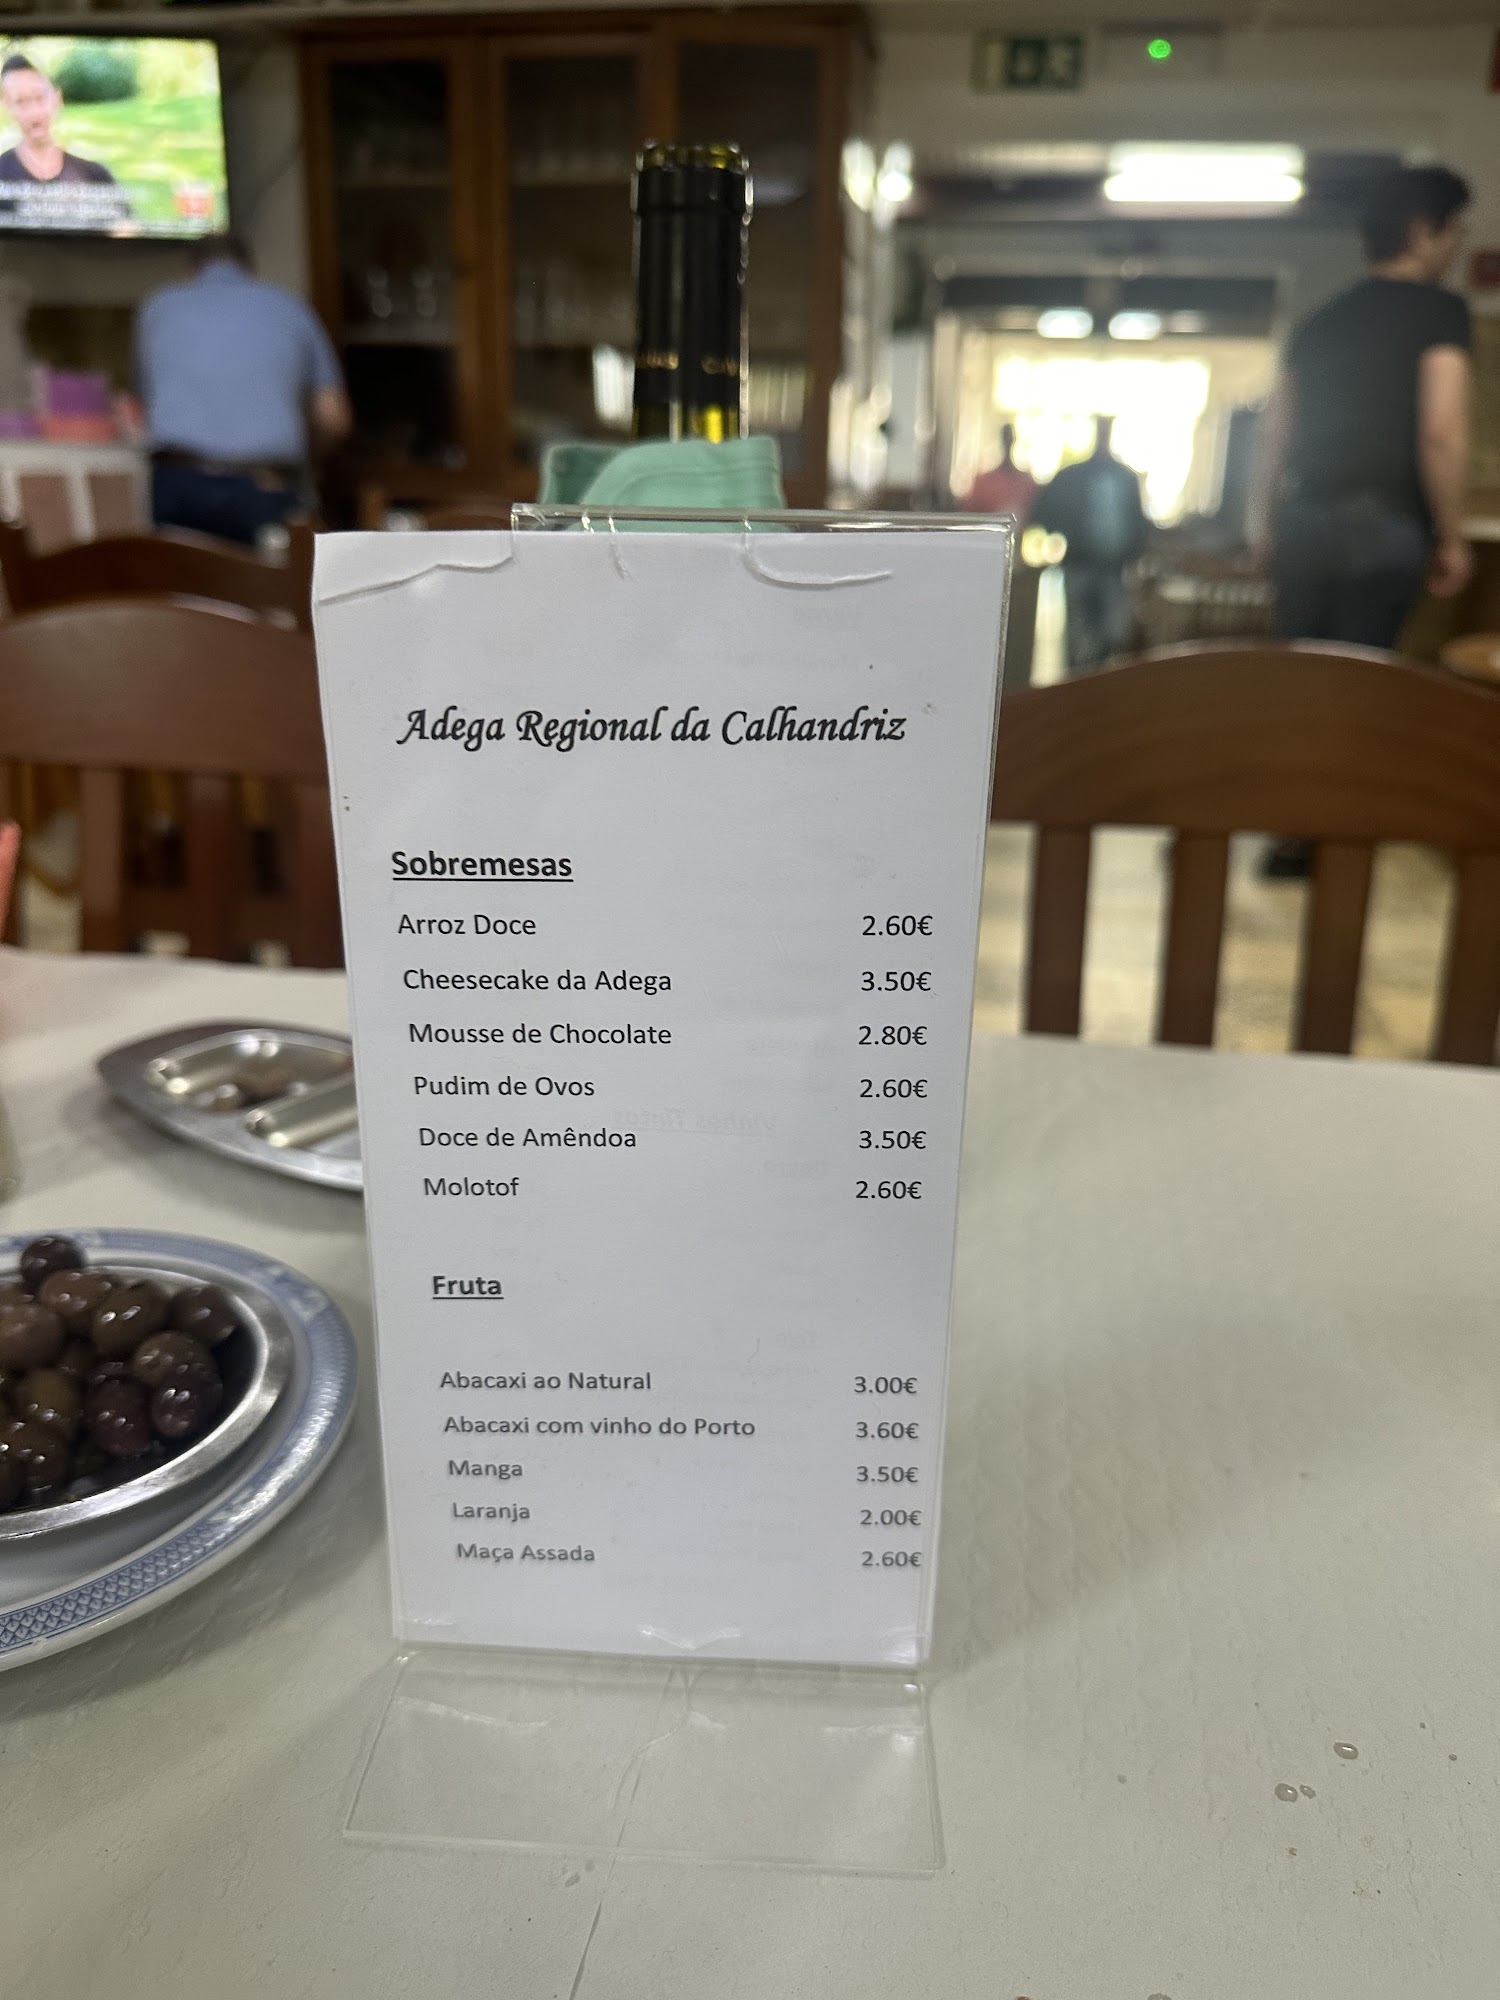 Adega Regional da Calhandriz
Sobremesas
Arroz Doce 2.60€
Cheesecake da Adega 3.50€
Mousse de Chocolate 2.80€
Pudim de Ovos 2.60€
Doce de Amêndoa 3.50€
Molotof 2.60€
Fruta
Abacaxi ao Natural 3.00€
Abacaxi com vinho do Porto 3.60€
Manga 3.50€
Laranja 2.00€
Maça Assada 2.60€